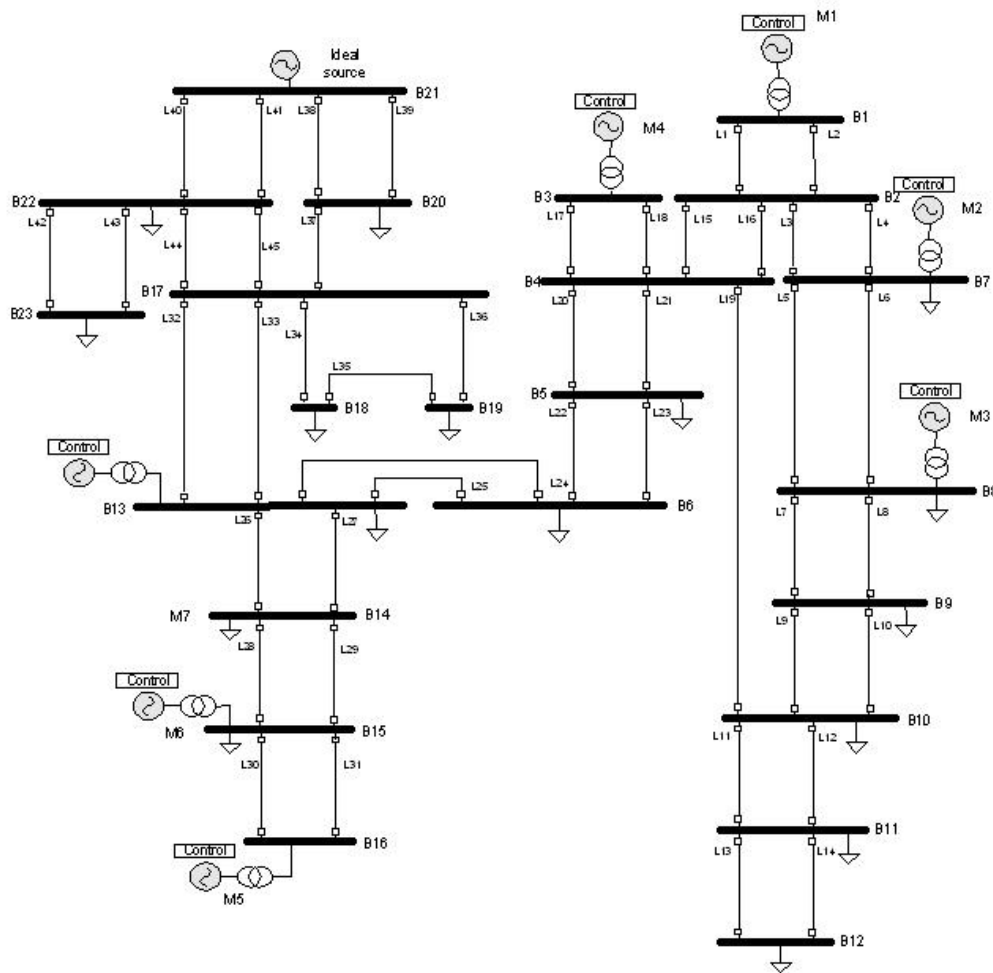 Control M1
Ideal
source
B21
L40 L41 L38 L39
Control
M4
L1 L2 B1
Control
B22 B20 B3 B2
M2
L42 L43 L44 L45 L37 L17 L18 L15 L16 L3 L4
B17 B4 B7
L32 L33 L34 L36 L20 L21 L19 L5 L6
B23
L35 B5
Control
B18 B19 L22 L23
M3
Control
L25 L24
B13 B6 B8
L26 L27 L7 L8
M7 B14 B9
L28 L29 L9 L10
Control
M6 B15 B10
L30 L31 L11 L12
B16 B11
Control L13 L14
M5
B12